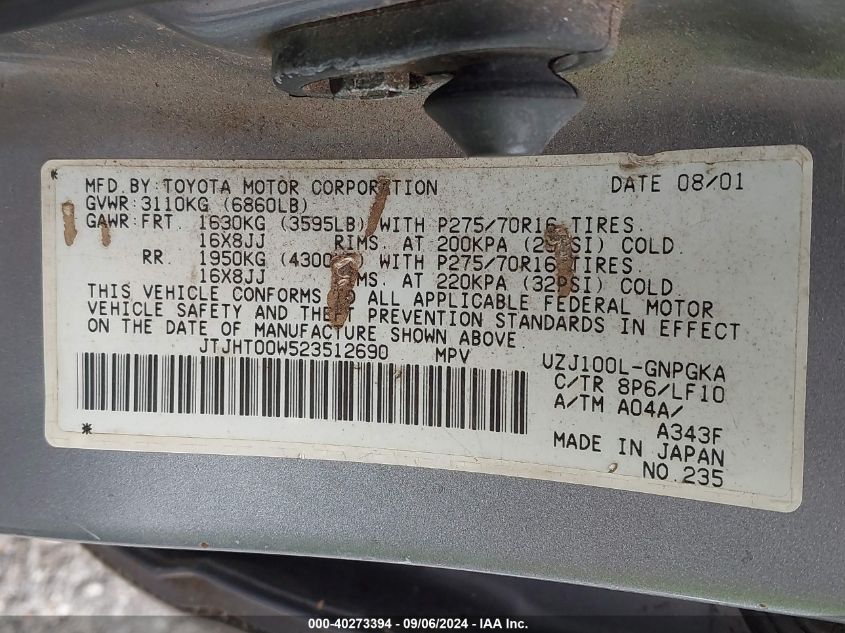 MFD. BY: TOYOTA MOTOR CORPORATION DATE 08/01
GVWR: 3110KG (6860LB)
GAWR: FRT. 1630KG (3595LB) WITH P275/70R16 TIRES.
16X8JJ RIMS. AT 200KPA COLD.
RR. 1950KG WITH P275/70R16 TIRES.
16X8JJ AT 220KPA (32PSI) COLD.
THIS VEHICLE CONFORMS TO ALL APPLICABLE FEDERAL MOTOR
VEHICLE SAFETY AND THEFT PREVENTION STANDARDS IN EFFECT
ON THE DATE OF MANUFACTURE SHOWN ABOVE
JTJHT00W523512690 MPV UZJ100L-GNPGKA
C/TR 8P6/LF10
A/TM A04A/
A343F
MADE IN JAPAN
NO.235
000-40273394 - 09/06/2024 - IAA Inc.